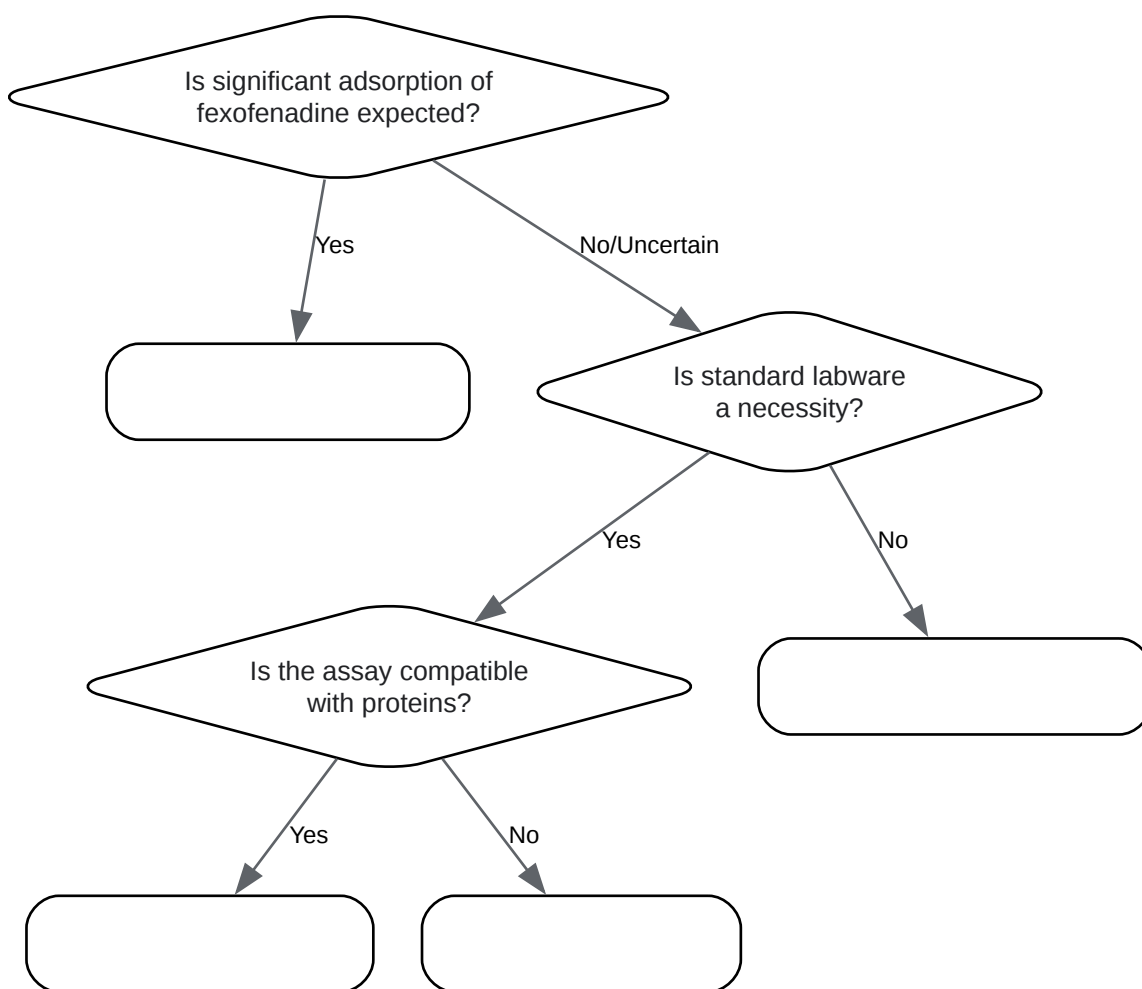 Is significant adsorption of
fexofenadine expected?
Yes
No/Uncertain
Is standard labware
a necessity?
Yes
No
Is the assay compatible
with proteins?
Yes
No